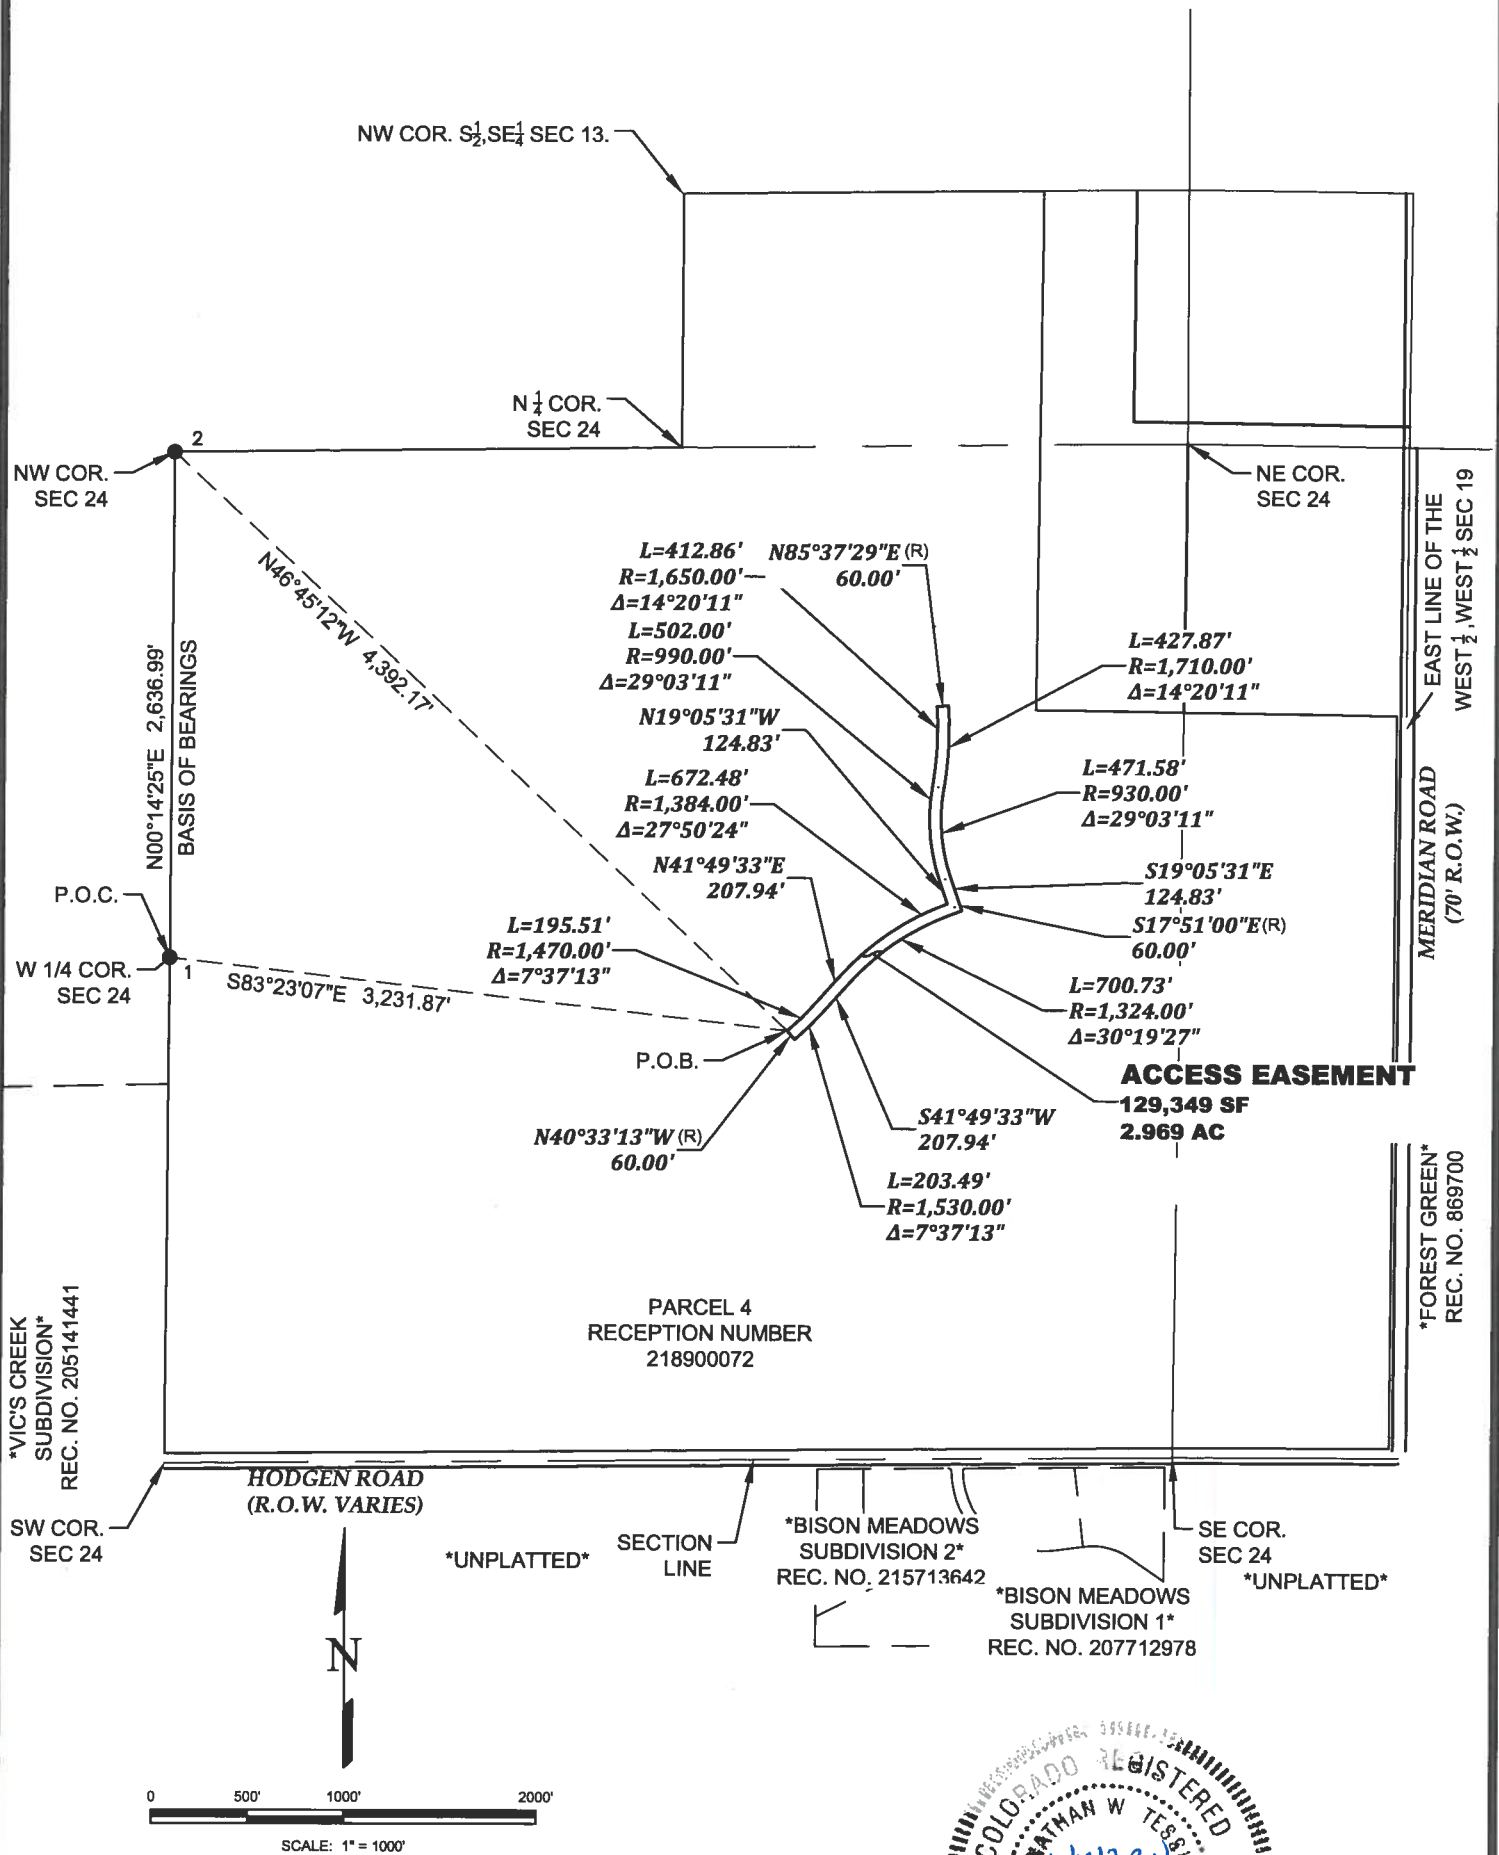 NW COR. S½,SE¼ SEC 13.
N ¼ COR.
SEC 24
2
NW COR.
SEC 24
NE COR.
SEC 24
EAST LINE OF THE
WEST ½,WEST ½ SEC 19
N46°45'12"W 4,392.17'
N00°14'25"E 2,636.99'
BASIS OF BEARINGS
L=412.86'
R=1,650.00'
Δ=14°20'11"
N85°37'29"E (R)
60.00'
L=502.00'
R=990.00'
Δ=29°03'11"
L=427.87'
R=1,710.00'
Δ=14°20'11"
N19°05'31"W
124.83'
L=672.48'
R=1,384.00'
Δ=27°50'24"
L=471.58'
R=930.00'
Δ=29°03'11"
MERIDIAN ROAD
(70' R.O.W.)
N41°49'33"E
207.94'
S19°05'31"E
124.83'
P.O.C.
L=195.51'
R=1,470.00'
Δ=7°37'13"
S17°51'00"E(R)
60.00'
W 1/4 COR.
SEC 24
1
S83°23'07"E 3,231.87'
L=700.73'
R=1,324.00'
Δ=30°19'27"
P.O.B.
ACCESS EASEMENT
129,349 SF
2.969 AC
N40°33'13"W (R)
60.00'
S41°49'33"W
207.94'
L=203.49'
R=1,530.00'
Δ=7°37'13"
*FOREST GREEN*
REC. NO. 869700
*VIC'S CREEK
SUBDIVISION*
REC. NO. 205141441
PARCEL 4
RECEPTION NUMBER
218900072
HODGEN ROAD
(R.O.W. VARIES)
SW COR.
SEC 24
*UNPLATTED*
SECTION
LINE
*BISON MEADOWS
SUBDIVISION 2*
REC. NO. 215713642
SE COR.
SEC 24
*UNPLATTED*
*BISON MEADOWS
SUBDIVISION 1*
REC. NO. 207712978
N
0 500' 1000' 2000'
SCALE: 1" = 1000'
COLORADO REGISTERED